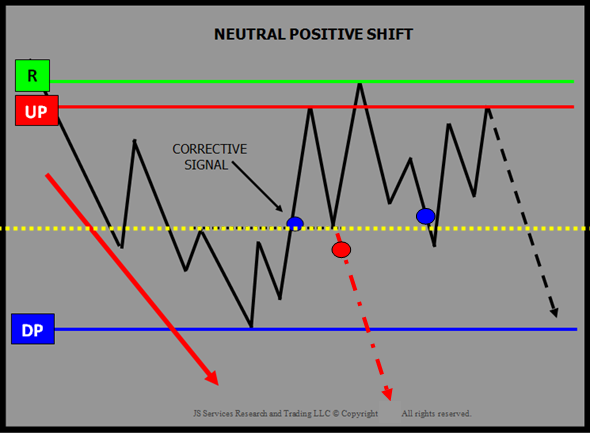 NEUTRAL POSITIVE SHIFT
R
UP
CORRECTIVE
SIGNAL
DP
JS Services Research and Trading LLC © Copyright All rights reserved.